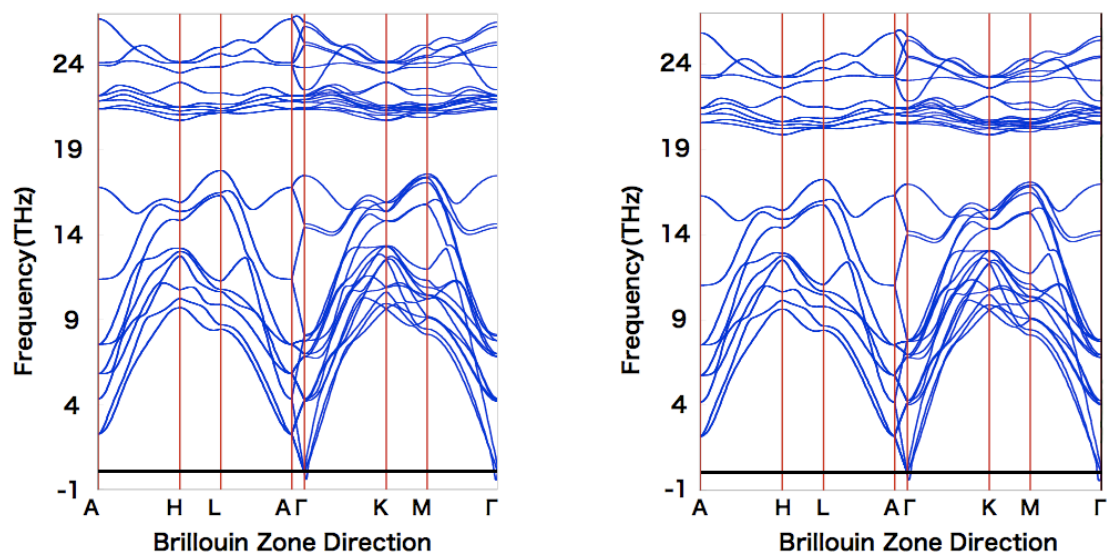 24
19
14
9
4
-1
Frequency(THz)
A H L A Γ K M Γ
Brillouin Zone Direction
24
19
14
9
4
-1
Frequency(THz)
A H L A Γ K M Γ
Brillouin Zone Direction